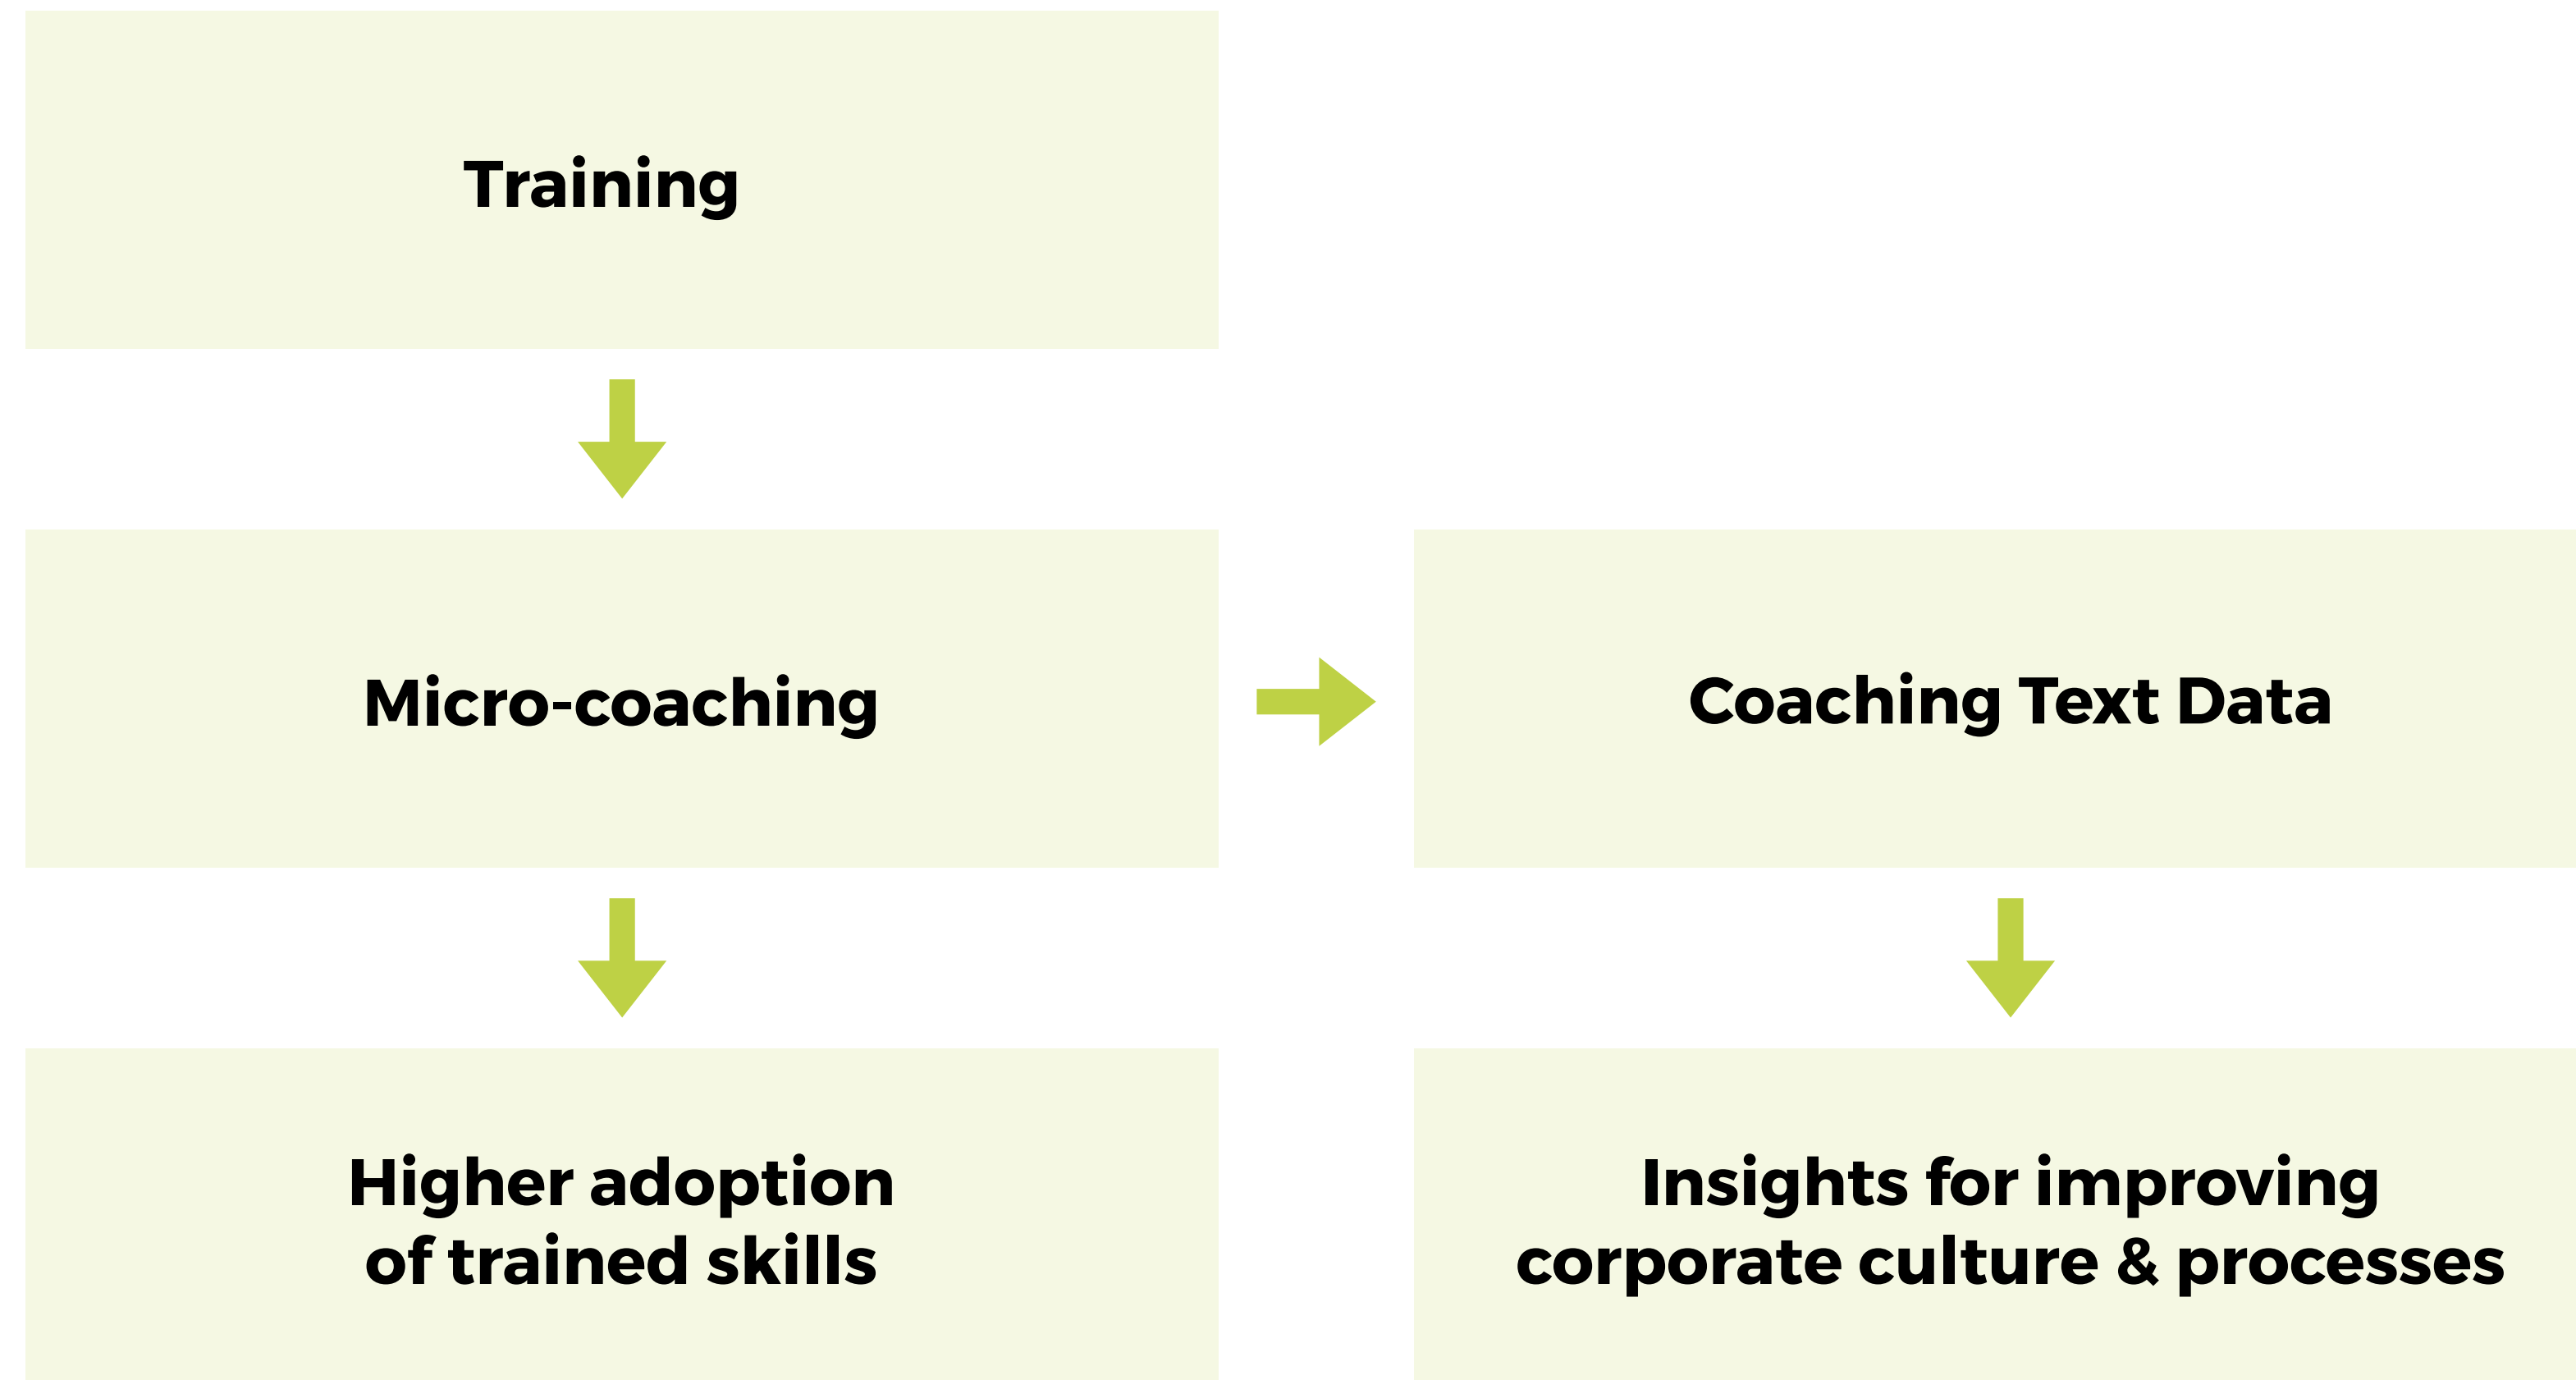 Training
Micro-coaching
Coaching Text Data
Higher adoption
of trained skills
Insights for improving
corporate culture & processes